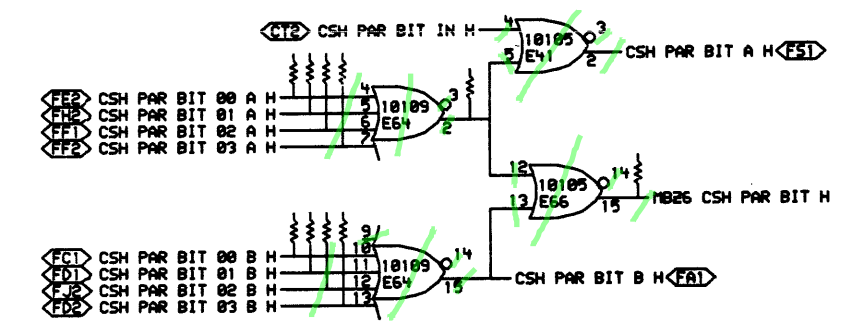 CT2 CSH PAR BIT IN H 4 3
10105
5 E41 2 CSH PAR BIT A H FS1
FE2 CSH PAR BIT 00 A H 4 3
FH2 CSH PAR BIT 01 A H 5 10109
FF1 CSH PAR BIT 02 A H 6 E64 2
FF2 CSH PAR BIT 03 A H 7
12 14
10105
13 E66 15 MB26 CSH PAR BIT H
9
FC1 CSH PAR BIT 00 B H 10 14
FD1 CSH PAR BIT 01 B H 11 10109
FJ2 CSH PAR BIT 02 B H 12 E64 15 CSH PAR BIT B H FA1
FD2 CSH PAR BIT 03 B H 13